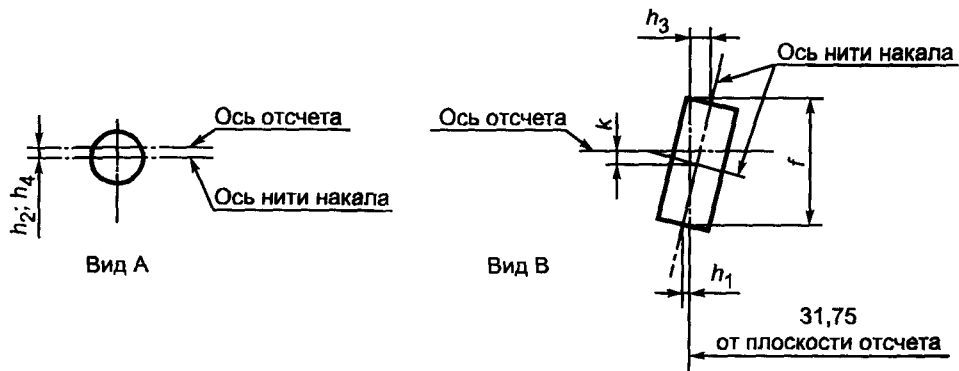 h3
Ось нити накала
Ось отсчета
Ось отсчета
k
f
Ось нити накала
h2; h4
Вид А
Вид В
h1
31,75
от плоскости отсчета